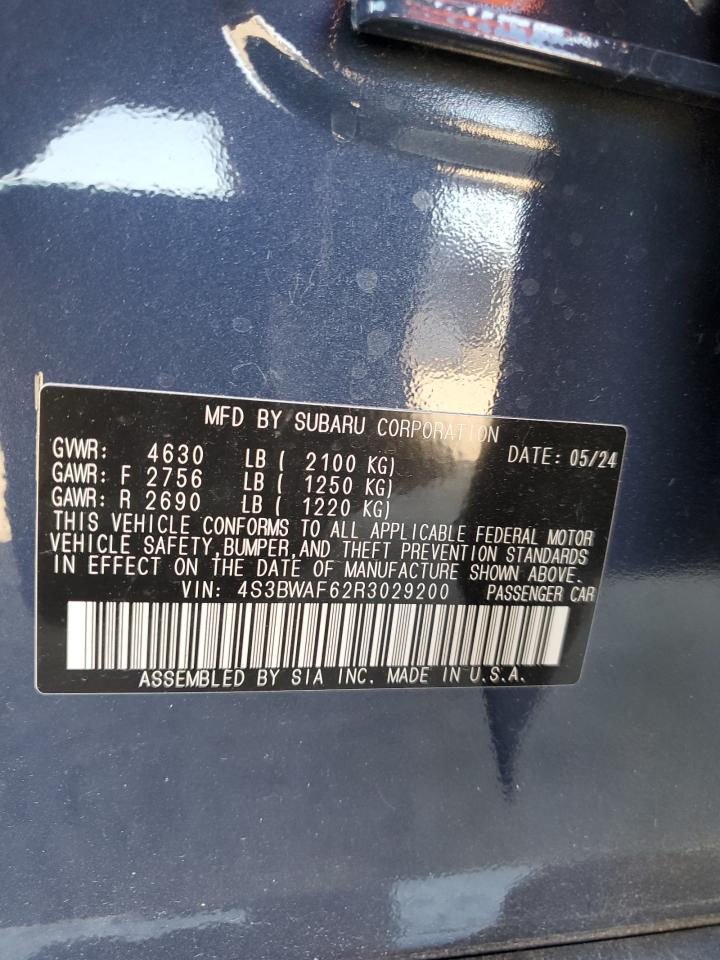 MFD BY SUBARU CORPORATION
GVWR: 4630 LB ( 2100 KG) DATE: 05/24
GAWR: F 2756 LB ( 1250 KG)
GAWR: R 2690 LB ( 1220 KG)
THIS VEHICLE CONFORMS TO ALL APPLICABLE FEDERAL MOTOR
VEHICLE SAFETY,BUMPER,AND THEFT PREVENTION STANDARDS
IN EFFECT ON THE DATE OF MANUFACTURE SHOWN ABOVE.
VIN: 4S3BWAF62R3029200 PASSENGER CAR
ASSEMBLED BY SIA INC. MADE IN U.S.A.